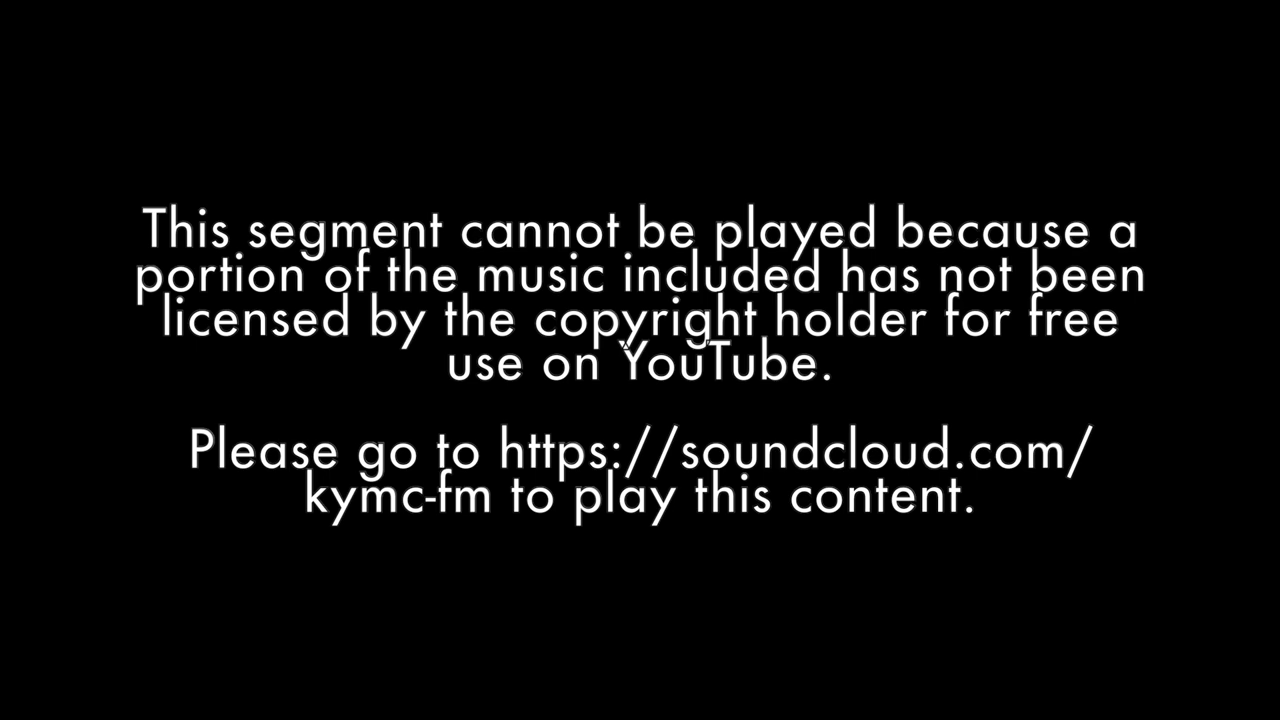 This segment cannot be played because a
portion of the music included has not been
licensed by the copyright holder for free
use on YouTube.
Please go to https://soundcloud.com/
kymc-fm to play this content.